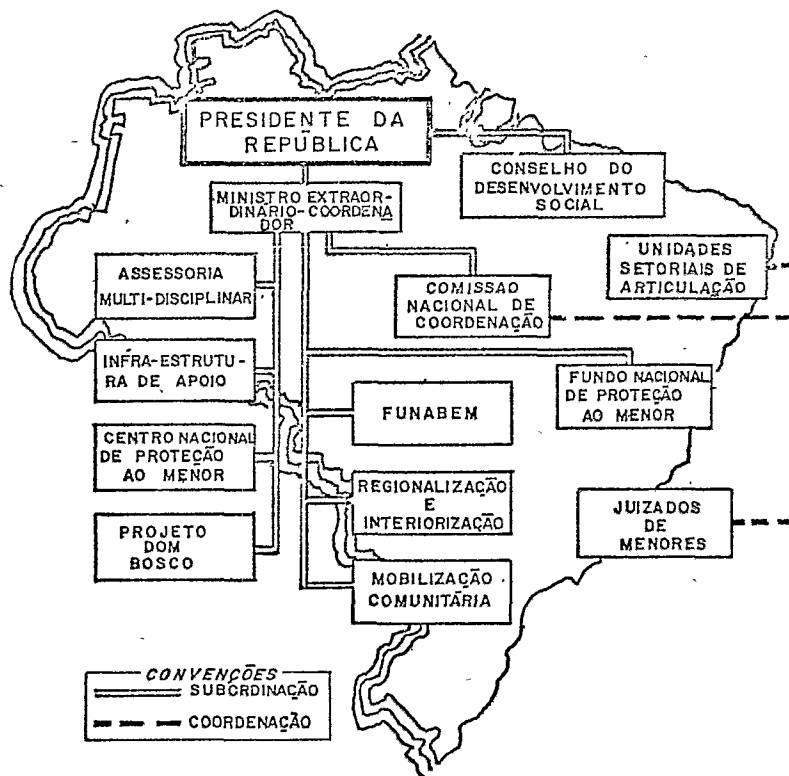 PRESIDENTE DA
REPÚBLICA
CONSELHO DO
DESENVOLVIMENTO
SOCIAL
MINISTRO EXTRAOR-
DINÁRIO-COORDENA
DOR
UNIDADES
SETORIAIS DE
ARTICULAÇÃO
ASSESSORIA
MULTI-DISCIPLINAR
COMISSAO
NACIONAL DE
COORDENAÇÃO
INFRA-ESTRUTU-
RA DE APOIO
FUNDO NACIONAL
DE PROTEÇÃO
AO MENOR
FUNABEM
CENTRO NACIONAL
DE PROTEÇÃO
AO MENOR
REGIONALIZAÇÃO
E
INTERIORIZAÇÃO
JUIZADOS
DE
MENORES
PROJETO
DOM
BOSCO
MOBILIZAÇÃO
COMUNITÁRIA
CONVENÇÕES
SUBORDINAÇÃO
COORDENAÇÃO